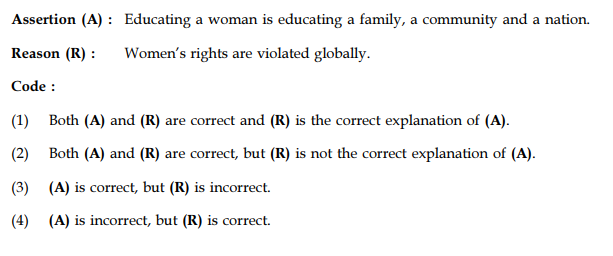 Assertion (A) : Educating a woman is educating a family, a community and a nation.
Reason (R) : Women's rights are violated globally.
Code :
(1) Both (A) and (R) are correct and (R) is the correct explanation of (A).
(2) Both (A) and (R) are correct, but (R) is not the correct explanation of (A).
(3) (A) is correct, but (R) is incorrect.
(4) (A) is incorrect, but (R) is correct.